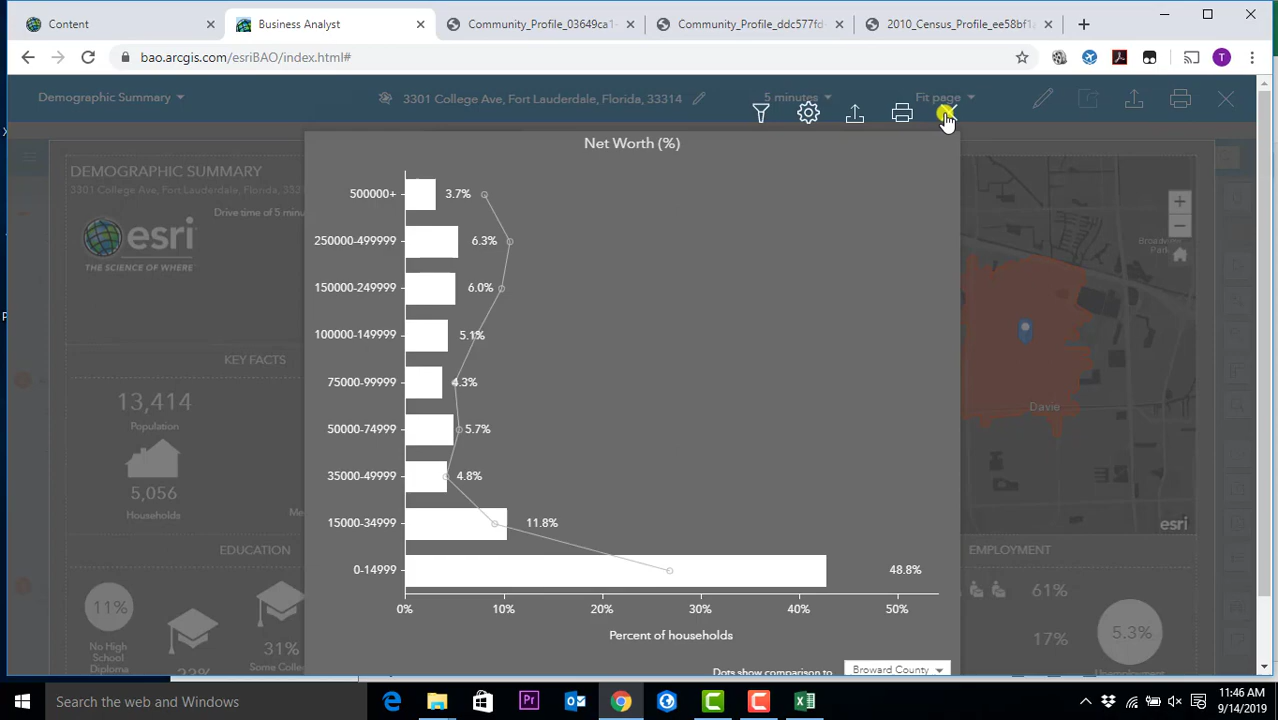 Content
Business Analyst
Community_Profile_03649ca1-
Community_Profile_ddc577fd-
2010_Census_Profile_ee58bf1a
bao.arcgis.com/esriBAO/index.html#
T
Demographic Summary
3301 College Ave, Fort Lauderdale, Florida, 33314
5 minutes
Fit page
DEMOGRAPHIC SUMMARY
3301 College Ave, Fort Lauderdale, Florida, 333
Drive time of 5 minu
esri
THE SCIENCE OF WHERE
KEY FACTS
13,414
Population
5,056
Households
Me
EDUCATION
11%
No High
School
Diploma
31%
Some Colle
Net Worth (%)
500000+ 3.7%
250000-499999 6.3%
150000-249999 6.0%
100000-149999 5.1%
75000-99999 4.3%
50000-74999 5.7%
35000-49999 4.8%
15000-34999 11.8%
0-14999 48.8%
0% 10% 20% 30% 40% 50%
Percent of households
Dots show comparison to
Broward County
Park
Davie
esri
EMPLOYMENT
61%
17%
5.3%
Search the web and Windows
11:46 AM
9/14/2019